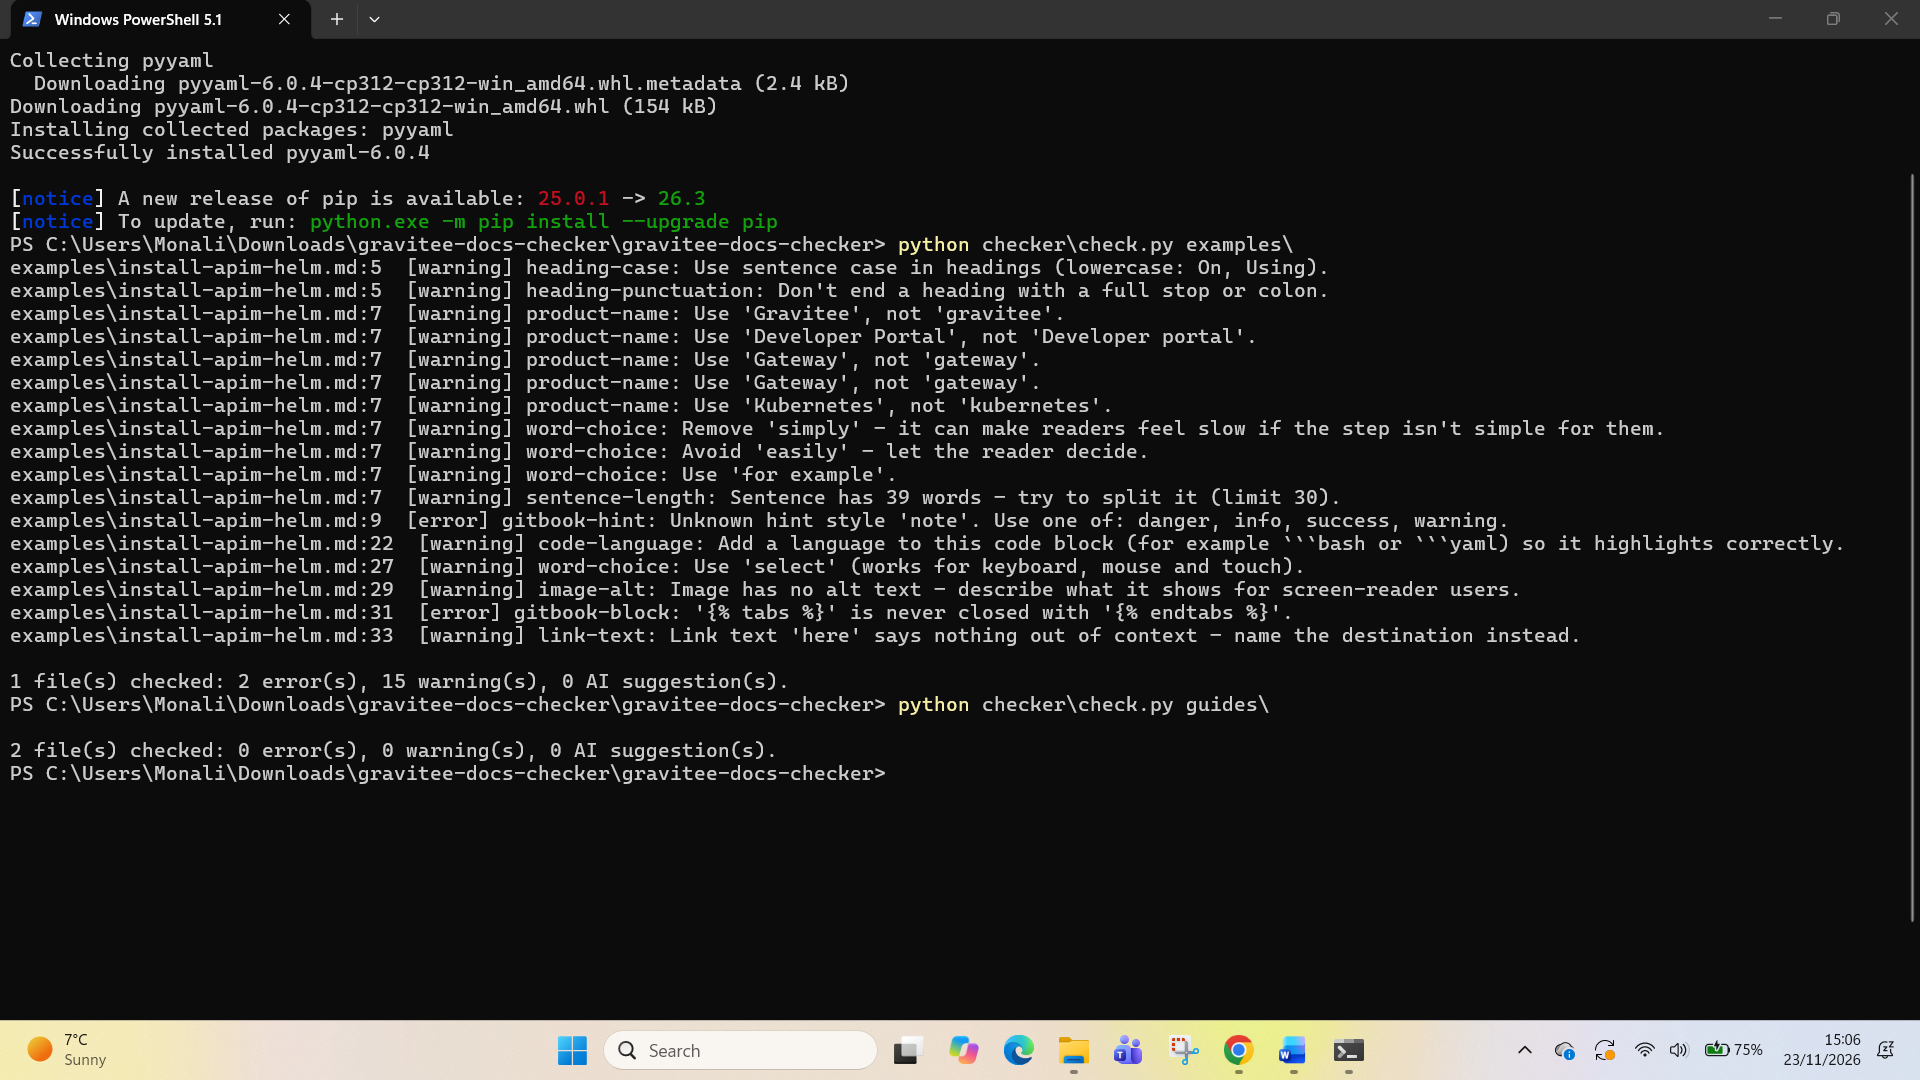 Windows PowerShell 5.1
Collecting pyyaml
  Downloading pyyaml-6.0.4-cp312-cp312-win_amd64.whl.metadata (2.4 kB)
Downloading pyyaml-6.0.4-cp312-cp312-win_amd64.whl (154 kB)
Installing collected packages: pyyaml
Successfully installed pyyaml-6.0.4
[notice] A new release of pip is available: 25.0.1 -> 26.3
[notice] To update, run: python.exe -m pip install --upgrade pip
PS C:\Users\Monali\Downloads\gravitee-docs-checker\gravitee-docs-checker> python checker\check.py examples\
examples\install-apim-helm.md:5  [warning] heading-case: Use sentence case in headings (lowercase: On, Using).
examples\install-apim-helm.md:5  [warning] heading-punctuation: Don't end a heading with a full stop or colon.
examples\install-apim-helm.md:7  [warning] product-name: Use 'Gravitee', not 'gravitee'.
examples\install-apim-helm.md:7  [warning] product-name: Use 'Developer Portal', not 'Developer portal'.
examples\install-apim-helm.md:7  [warning] product-name: Use 'Gateway', not 'gateway'.
examples\install-apim-helm.md:7  [warning] product-name: Use 'Gateway', not 'gateway'.
examples\install-apim-helm.md:7  [warning] product-name: Use 'Kubernetes', not 'kubernetes'.
examples\install-apim-helm.md:7  [warning] word-choice: Remove 'simply' – it can make readers feel slow if the step isn't simple for them.
examples\install-apim-helm.md:7  [warning] word-choice: Avoid 'easily' – let the reader decide.
examples\install-apim-helm.md:7  [warning] word-choice: Use 'for example'.
examples\install-apim-helm.md:7  [warning] sentence-length: Sentence has 39 words – try to split it (limit 30).
examples\install-apim-helm.md:9  [error] gitbook-hint: Unknown hint style 'note'. Use one of: danger, info, success, warning.
examples\install-apim-helm.md:22  [warning] code-language: Add a language to this code block (for example ```bash or ```yaml) so it highlights correctly.
examples\install-apim-helm.md:27  [warning] word-choice: Use 'select' (works for keyboard, mouse and touch).
examples\install-apim-helm.md:29  [warning] image-alt: Image has no alt text – describe what it shows for screen-reader users.
examples\install-apim-helm.md:31  [error] gitbook-block: '{% tabs %}' is never closed with '{% endtabs %}'.
examples\install-apim-helm.md:33  [warning] link-text: Link text 'here' says nothing out of context – name the destination instead.
1 file(s) checked: 2 error(s), 15 warning(s), 0 AI suggestion(s).
PS C:\Users\Monali\Downloads\gravitee-docs-checker\gravitee-docs-checker> python checker\check.py guides\
2 file(s) checked: 0 error(s), 0 warning(s), 0 AI suggestion(s).
PS C:\Users\Monali\Downloads\gravitee-docs-checker\gravitee-docs-checker>
7°C
Sunny
Search
75%
15:06
23/11/2026